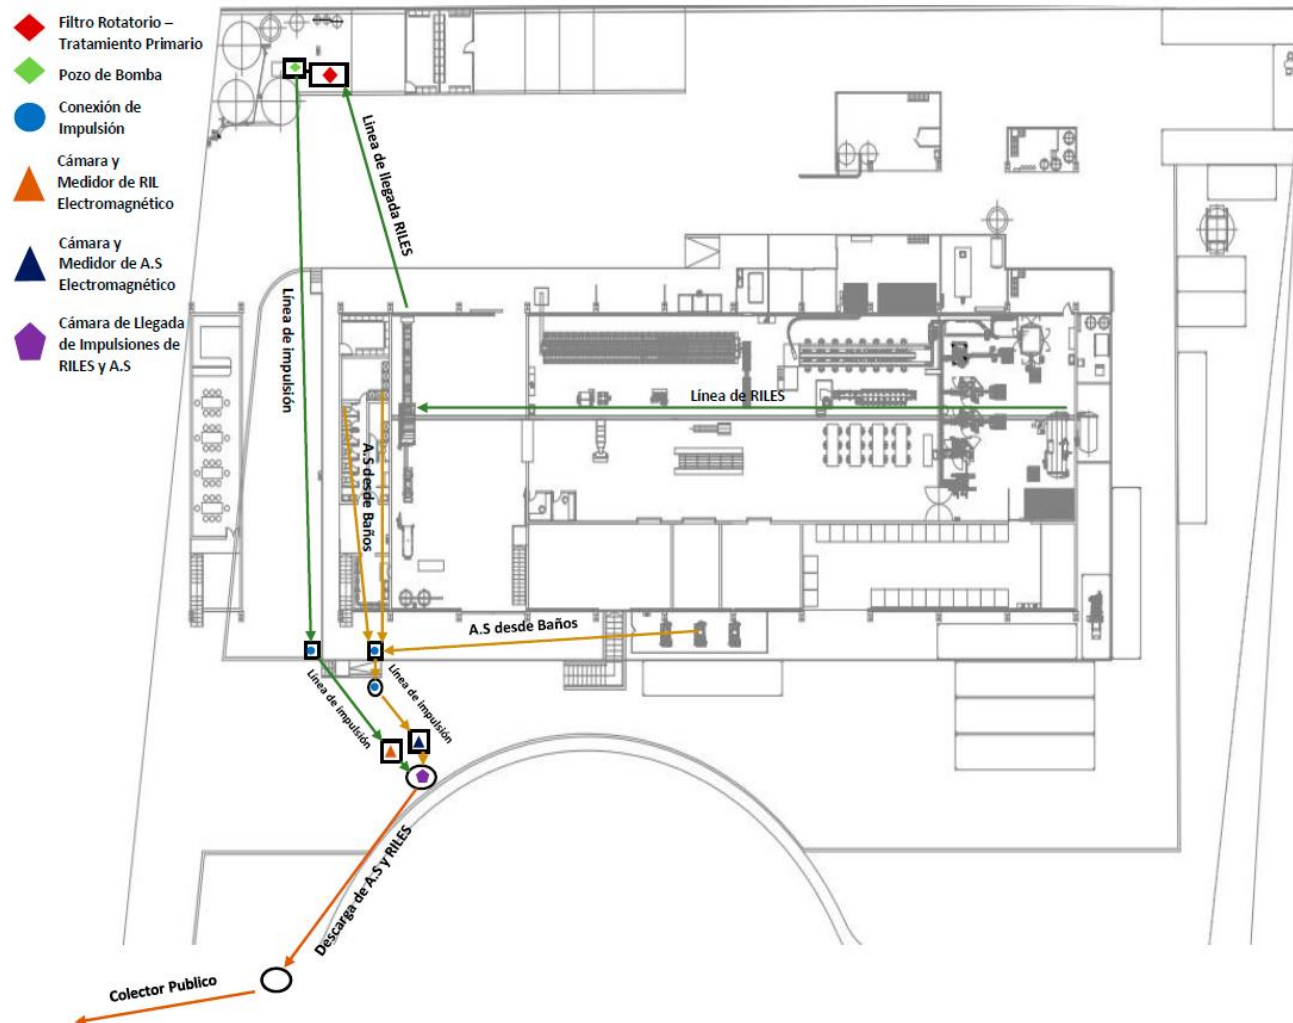 Filtro Rotatorio –
Tratamiento Primario
Pozo de Bomba
Conexión de
Impulsión
Cámara y
Medidor de RIL
Electromagnético
Cámara y
Medidor de A.S
Electromagnético
Cámara de Llegada
de Impulsiones de
RILES y A.S
Línea de llegada RILES
Línea de impulsión
Línea de RILES
A.S desde Baños
A.S desde Baños
Línea de impulsión
Línea de impulsión
Descarga de A.S y RILES
Colector Publico